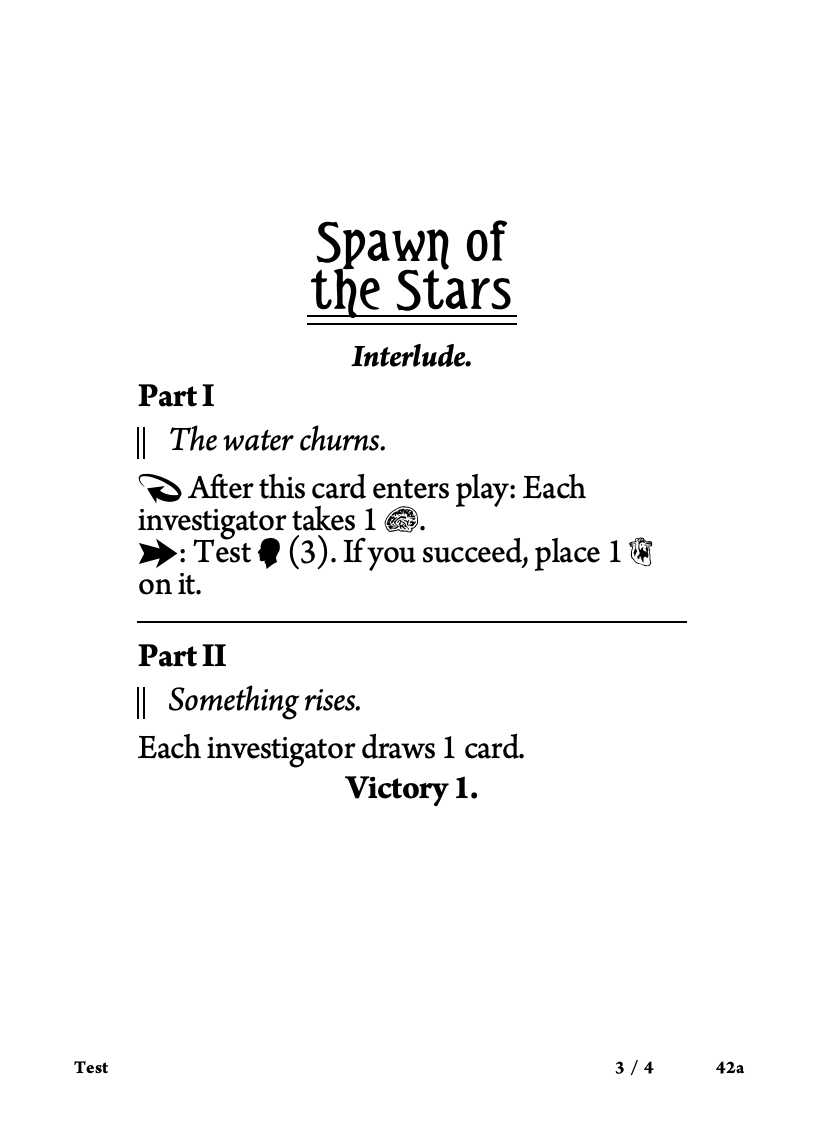 Spawn of
the Stars
Interlude.
Part I
The water churns.
After this card enters play: Each
investigator takes 1 .
: Test (3). If you succeed, place 1
on it.
Part II
Something rises.
Each investigator draws 1 card.
Victory 1.
Test 3 / 4 42a